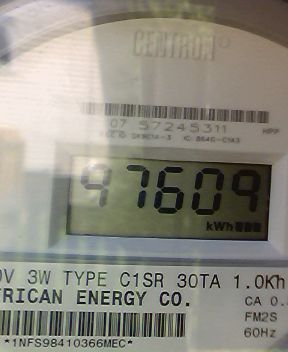 CENTRON®
07 57245311 HPP
97609
kWh
0V 3W TYPE C1SR 30TA 1.0Kh
RICAN ENERGY CO.
CA 0.
FM2S
60Hz
*1NFS98410366MEC*